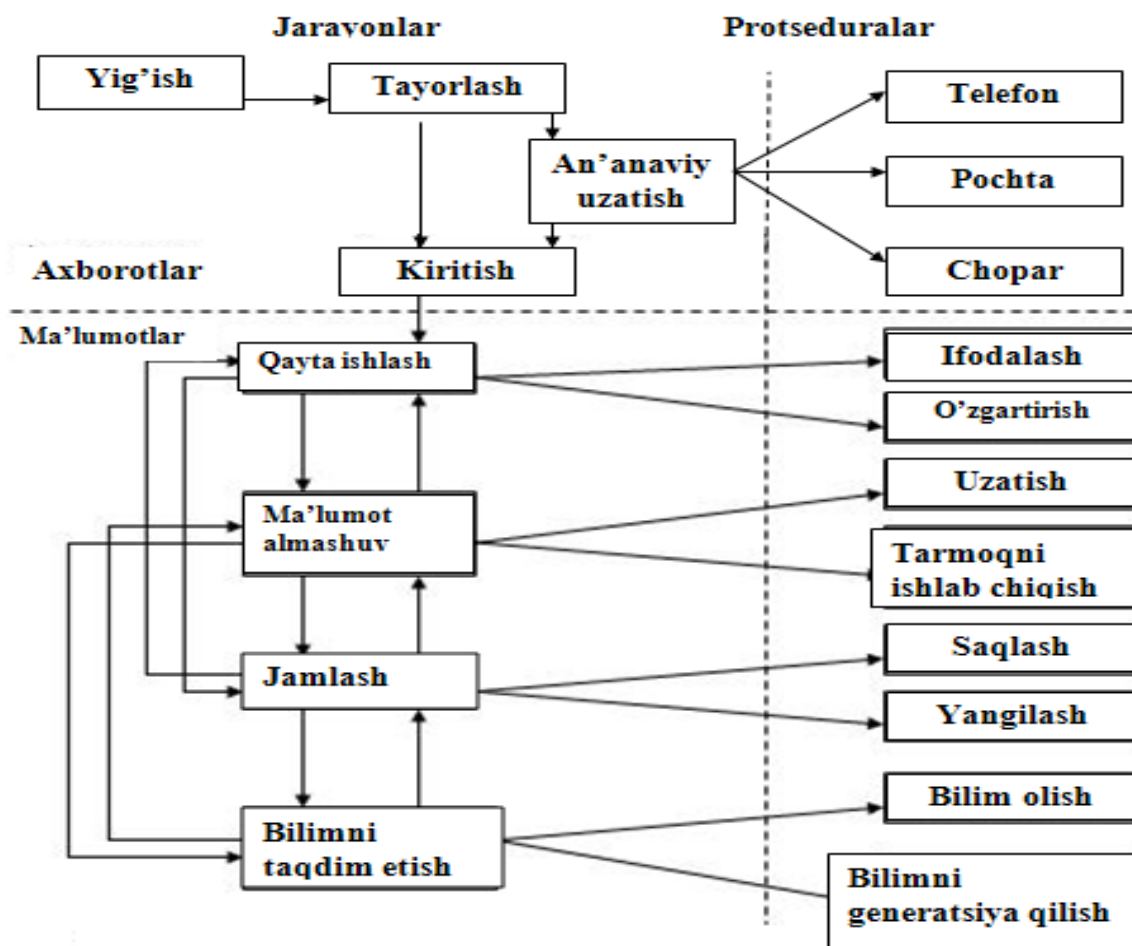 Jarayonlar
Protseduralar
Yig’ish
Tayorlash
Telefon
An’anaviy
uzatish
Pochta
Axborotlar
Kiritish
Chopar
Ma’lumotlar
Qayta ishlash
Ifodalash
O’zgartirish
Ma’lumot
almashuv
Uzatish
Tarmoqni
ishlab chiqish
Jamlash
Saqlash
Yangilash
Bilimni
taqdim etish
Bilim olish
Bilimni
generatsiya qilish